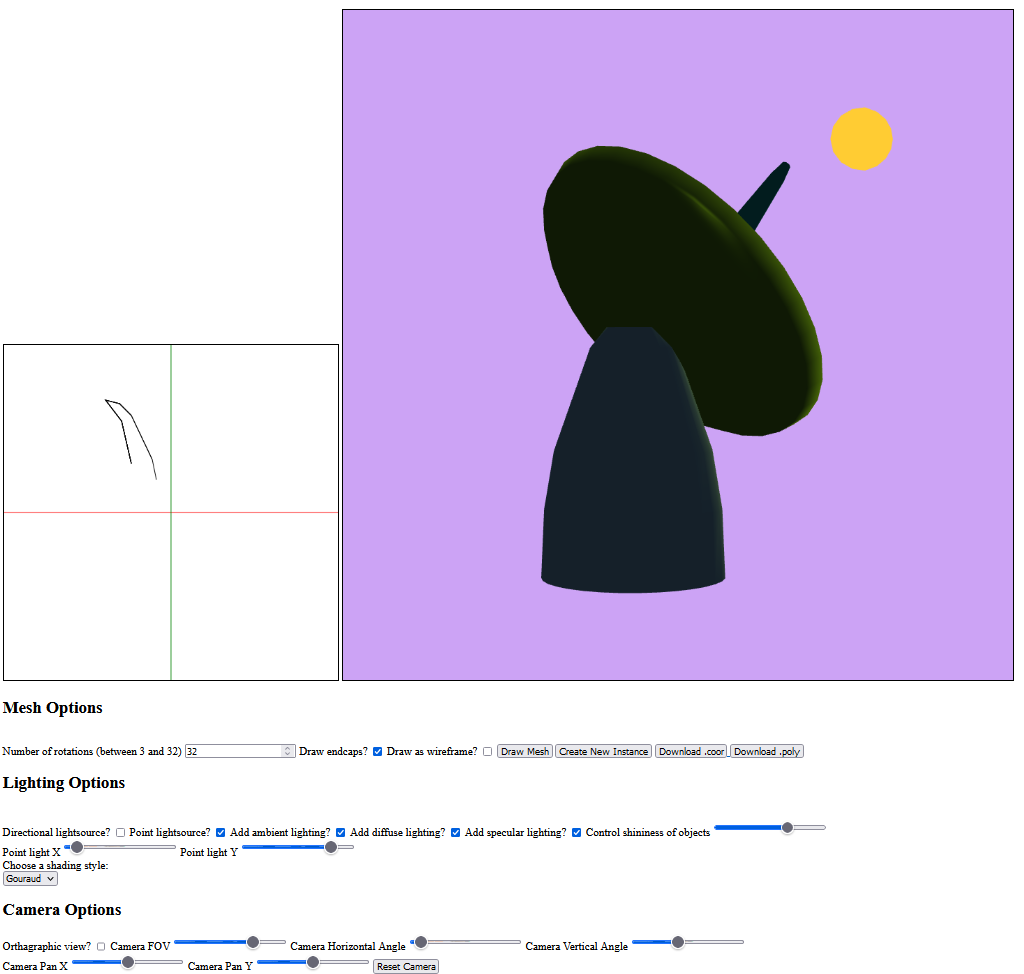 Mesh Options
Number of rotations (between 3 and 32) 32 Draw endcaps? Draw as wireframe? Draw Mesh Create New Instance Download .coor Download .poly
Lighting Options
Directional lightsource? Point lightsource? Add ambient lighting? Add diffuse lighting? Add specular lighting? Control shininess of objects
Point light X Point light Y
Choose a shading style:
Gouraud
Camera Options
Orthagraphic view? Camera FOV Camera Horizontal Angle Camera Vertical Angle
Camera Pan X Camera Pan Y Reset Camera